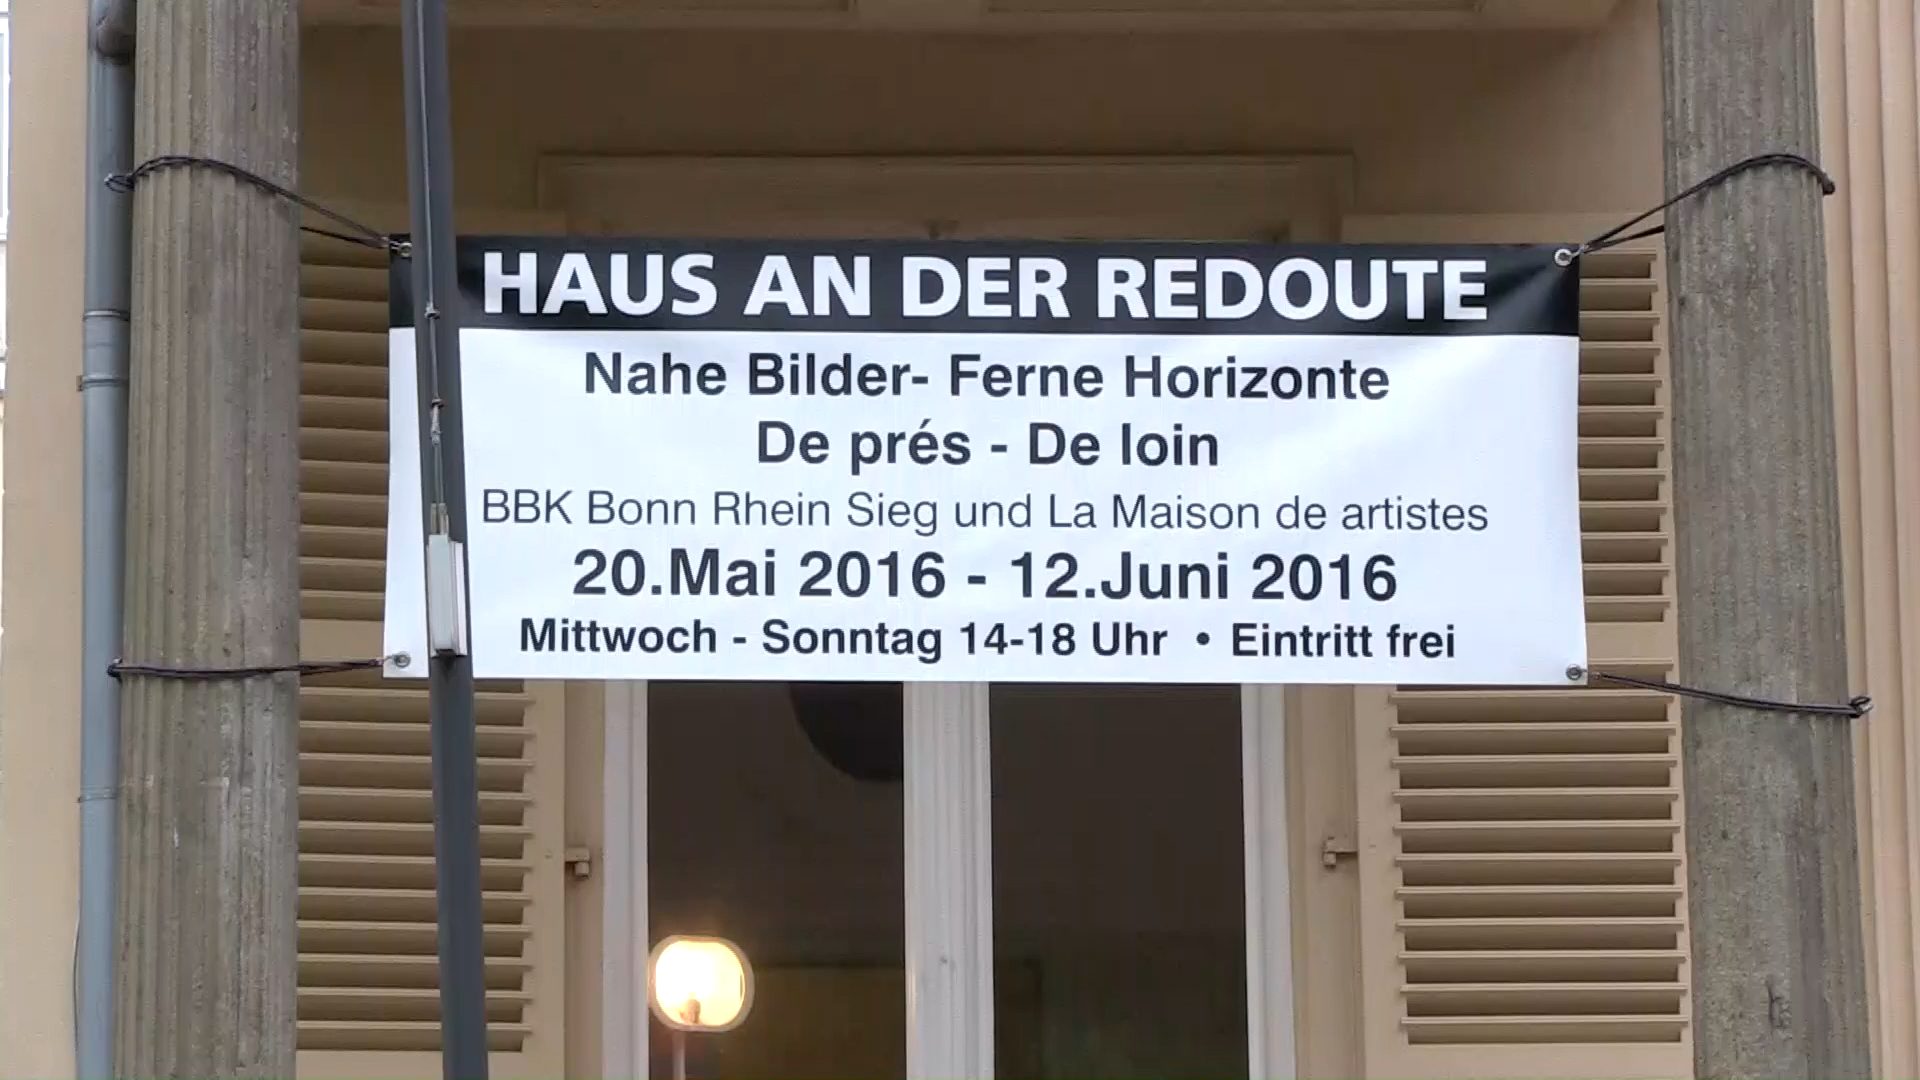 HAUS AN DER REDOUTE
Nahe Bilder- Ferne Horizonte
De prés - De loin
BBK Bonn Rhein Sieg und La Maison de artistes
20.Mai 2016 - 12.Juni 2016
Mittwoch - Sonntag 14-18 Uhr • Eintritt frei